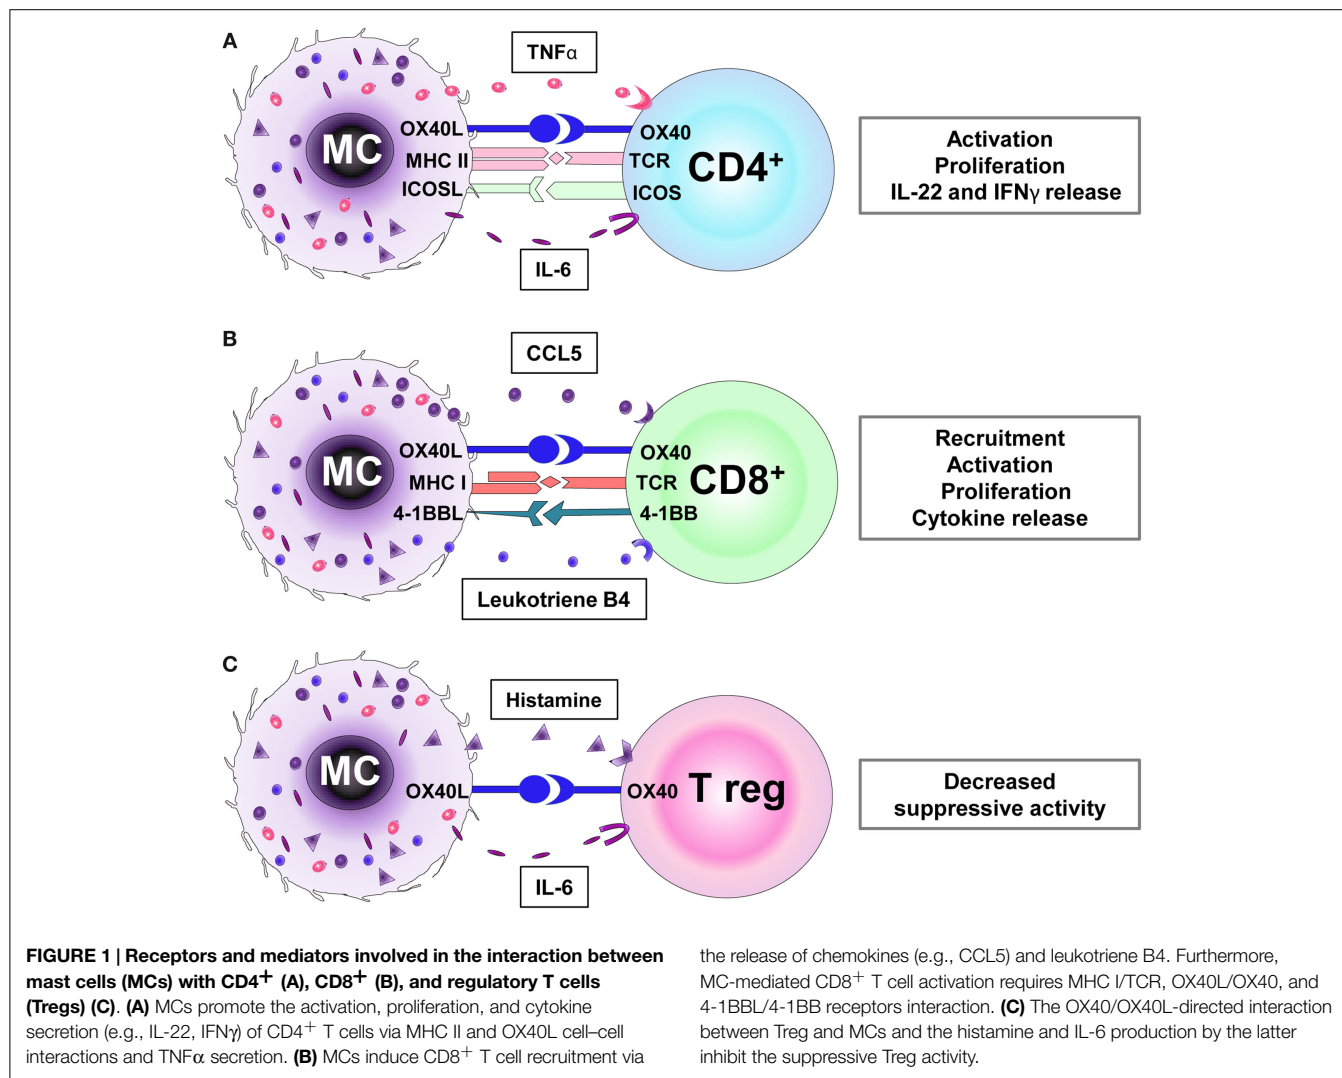 A
TNFα
OX40L
OX40
MC
MHC II
TCR
CD4⁺
ICOSL
ICOS
IL-6
Activation
Proliferation
IL-22 and IFNγ release
B
CCL5
OX40L
OX40
MC
MHC I
TCR
CD8⁺
4-1BBL
4-1BB
Leukotriene B4
Recruitment
Activation
Proliferation
Cytokine release
C
Histamine
MC
OX40L
OX40
T reg
IL-6
Decreased
suppressive activity
FIGURE 1 | Receptors and mediators involved in the interaction between
mast cells (MCs) with CD4⁺ (A), CD8⁺ (B), and regulatory T cells
(Tregs) (C). (A) MCs promote the activation, proliferation, and cytokine
secretion (e.g., IL-22, IFNγ) of CD4⁺ T cells via MHC II and OX40L cell–cell
interactions and TNFα secretion. (B) MCs induce CD8⁺ T cell recruitment via
the release of chemokines (e.g., CCL5) and leukotriene B4. Furthermore,
MC-mediated CD8⁺ T cell activation requires MHC I/TCR, OX40L/OX40, and
4-1BBL/4-1BB receptors interaction. (C) The OX40/OX40L-directed interaction
between Treg and MCs and the histamine and IL-6 production by the latter
inhibit the suppressive Treg activity.